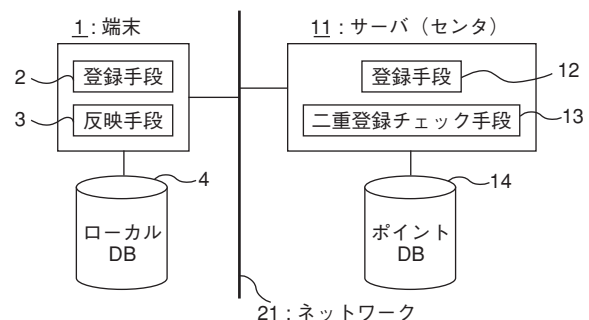 1:端末
11:サーバ(センタ)
2
登録手段
登録手段
12
3
反映手段
二重登録チェック手段
13
4
14
ローカル
DB
ポイント
DB
21:ネットワーク